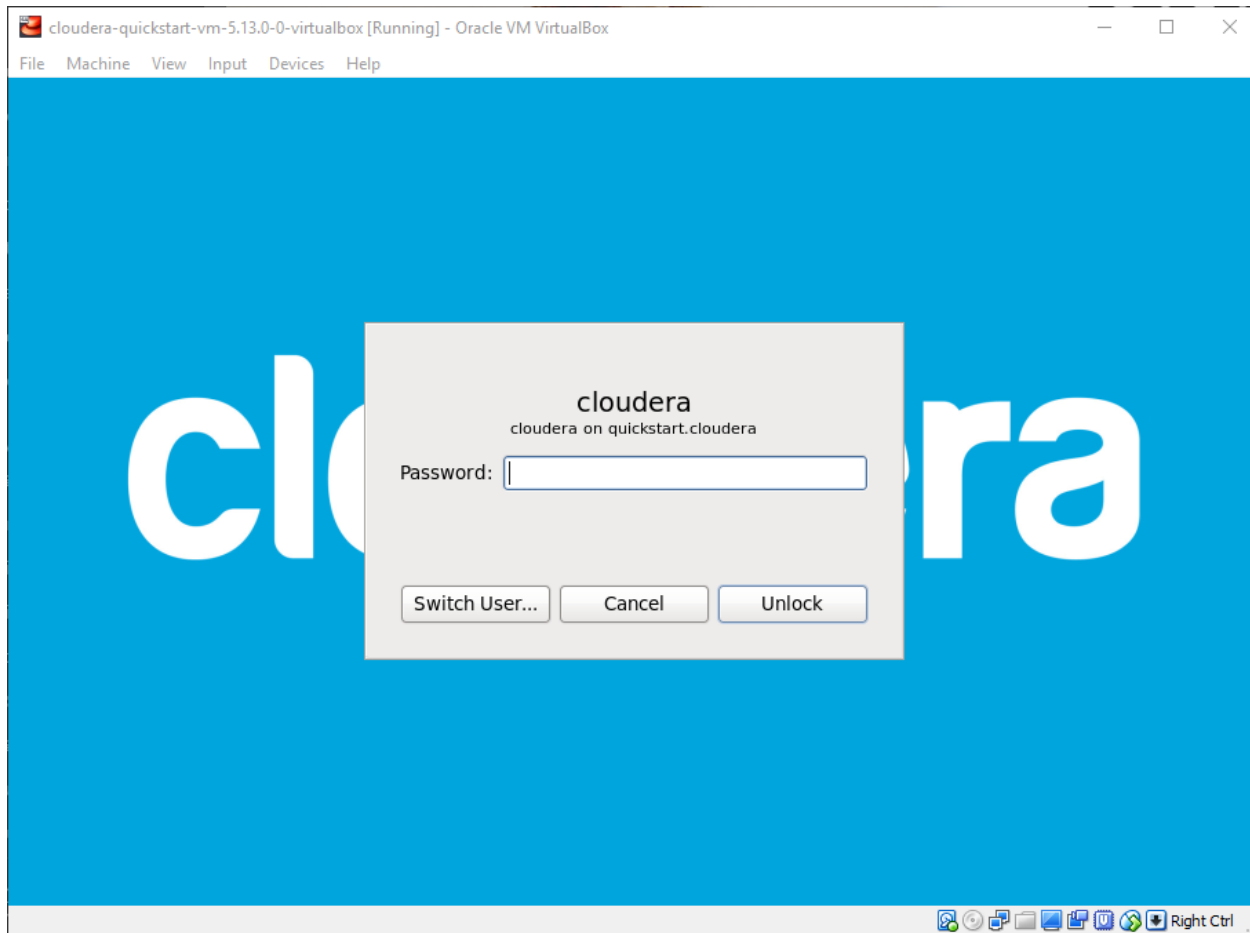 cloudera-quickstart-vm-5.13.0-0-virtualbox [Running] - Oracle VM VirtualBox
File Machine View Input Devices Help
cloudera
cloudera on quickstart.cloudera
Password:
Switch User... Cancel Unlock
cl era
Right Ctrl